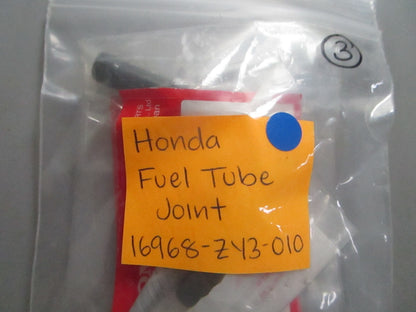 3
Honda
Fuel Tube
Joint
16968-ZY3-010